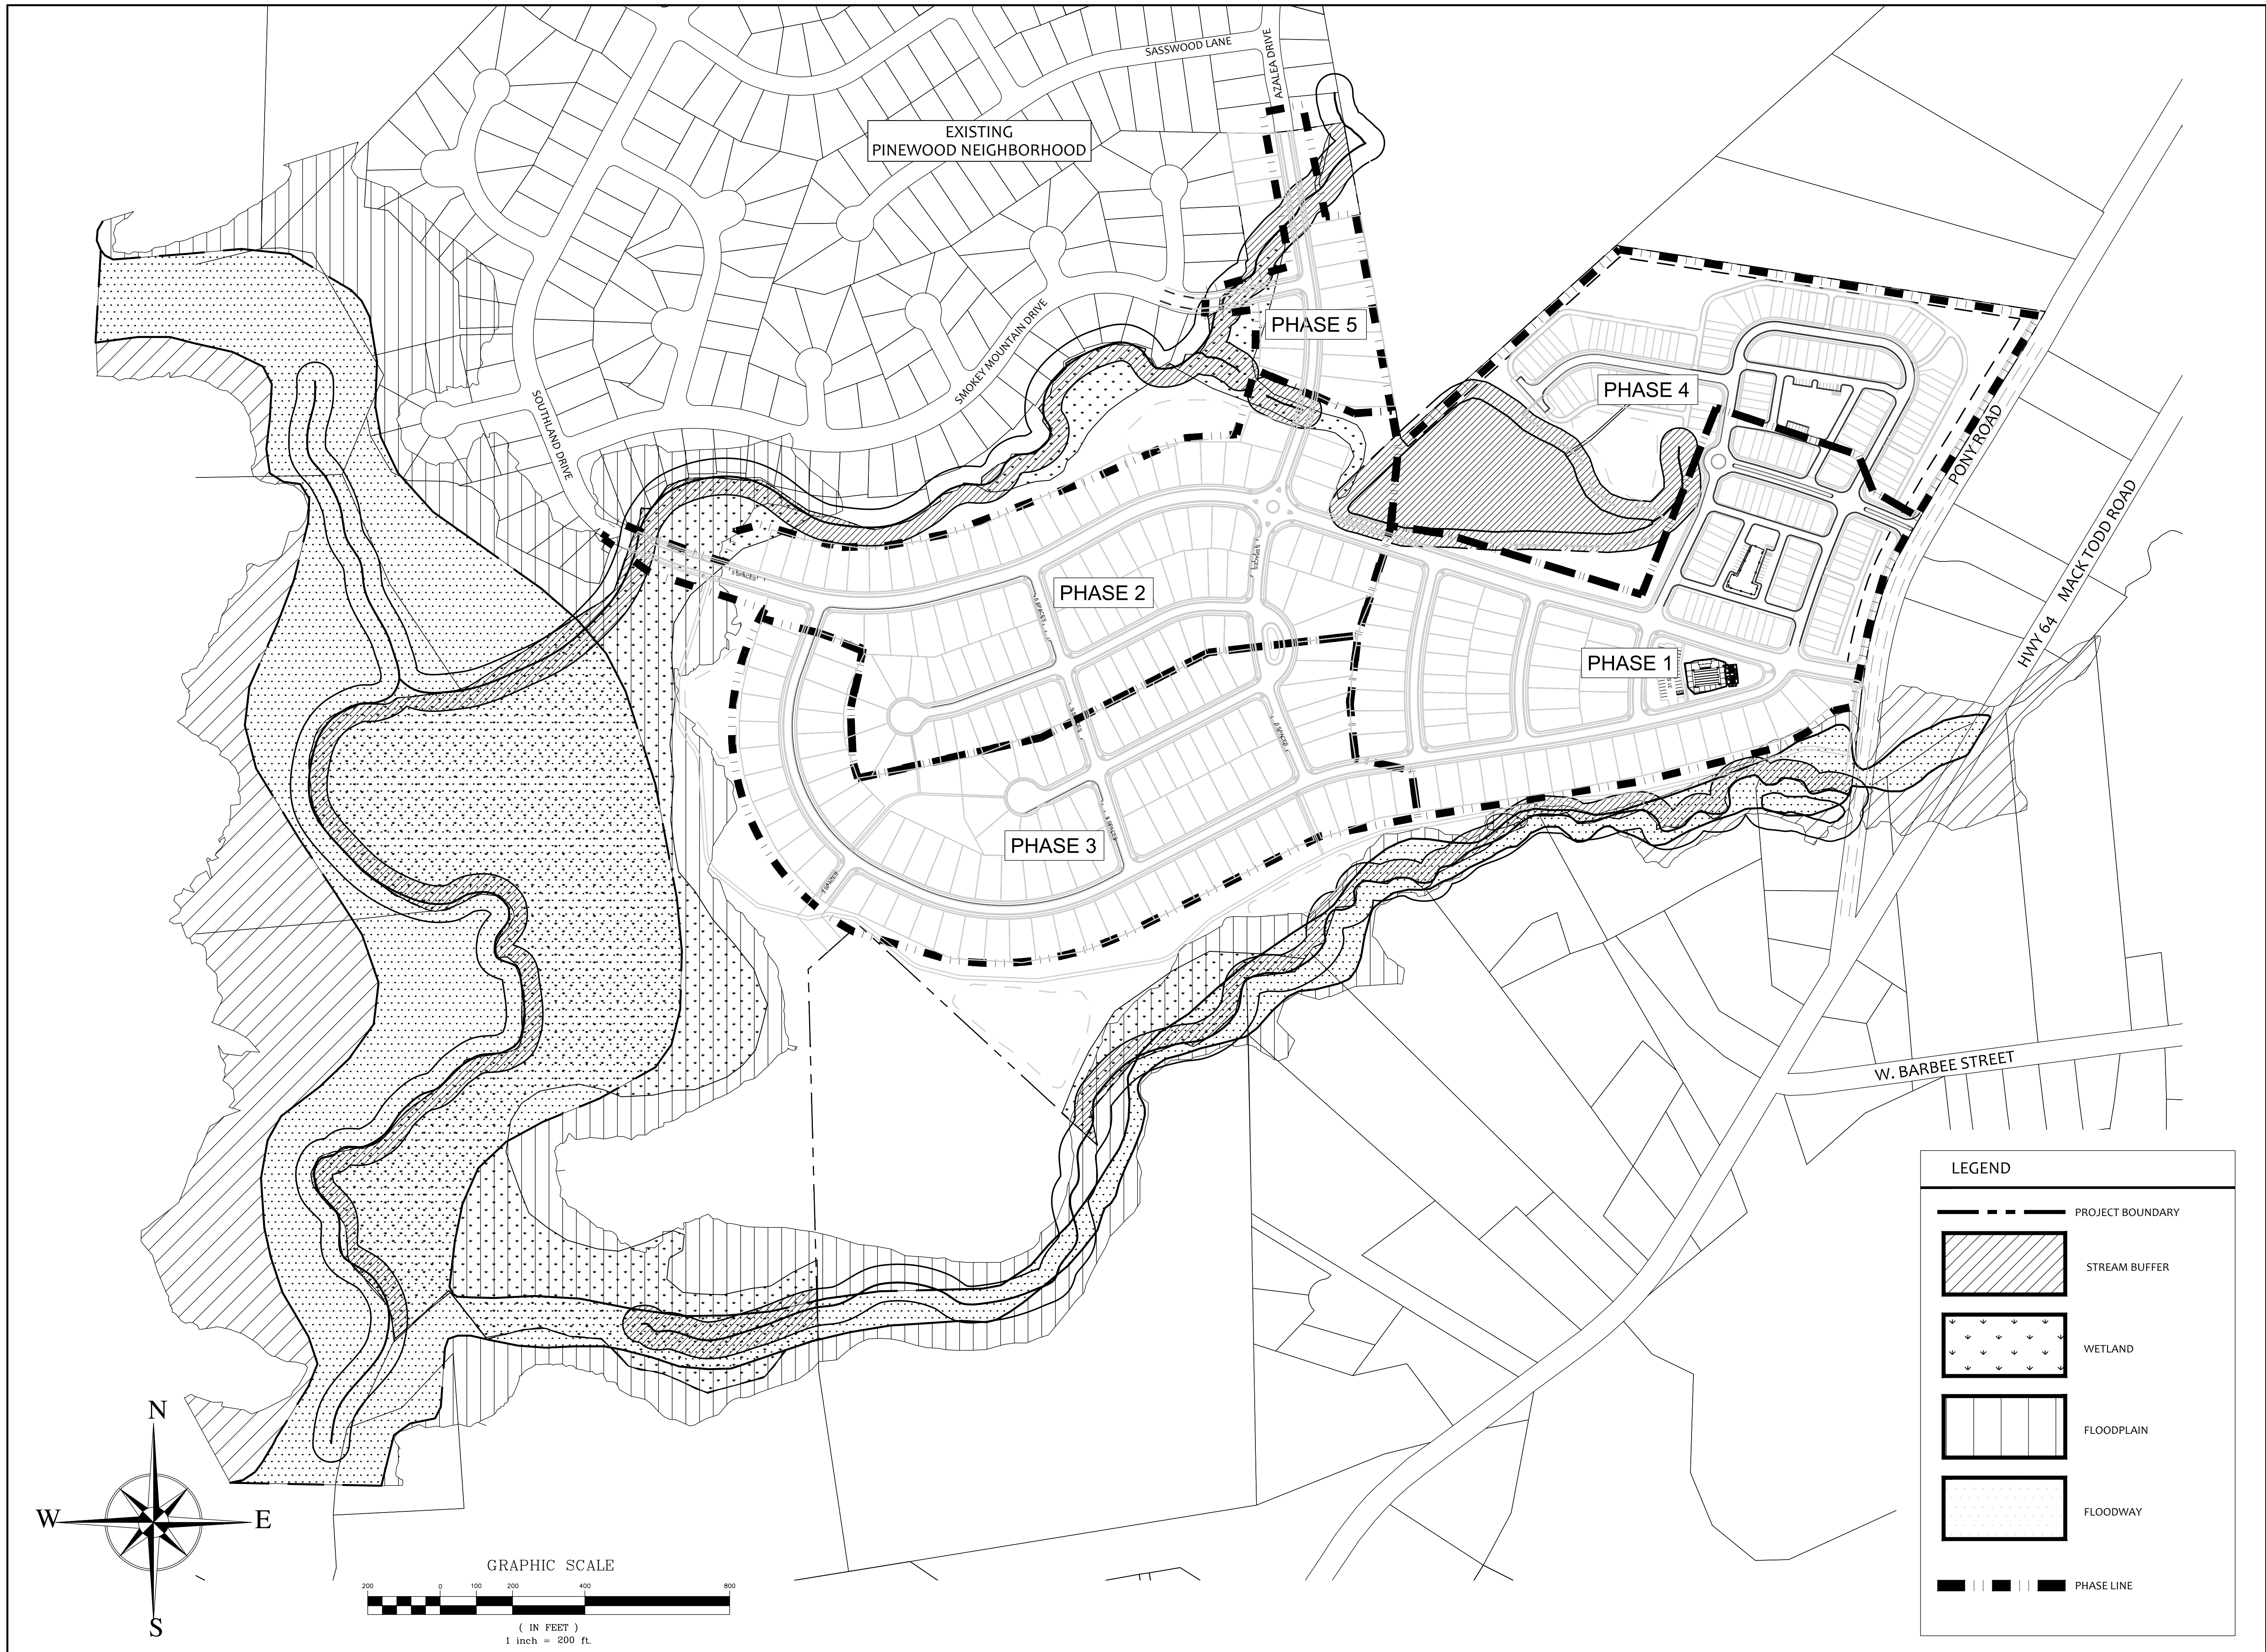 SASSWOOD LANE
AZALEA DRIVE
EXISTING
PINEWOOD NEIGHBORHOOD
SMOKEY MOUNTAIN DRIVE
SOUTHLAND DRIVE
PHASE 5
PHASE 4
PONY ROAD
HWY 64 MACK TODD ROAD
PHASE 2
PHASE 1
PHASE 3
W. BARBEE STREET
LEGEND
PROJECT BOUNDARY
STREAM BUFFER
WETLAND
FLOODPLAIN
FLOODWAY
PHASE LINE
N
W
E
S
GRAPHIC SCALE
200 0 100 200 400 800
( IN FEET )
1 inch = 200 ft.